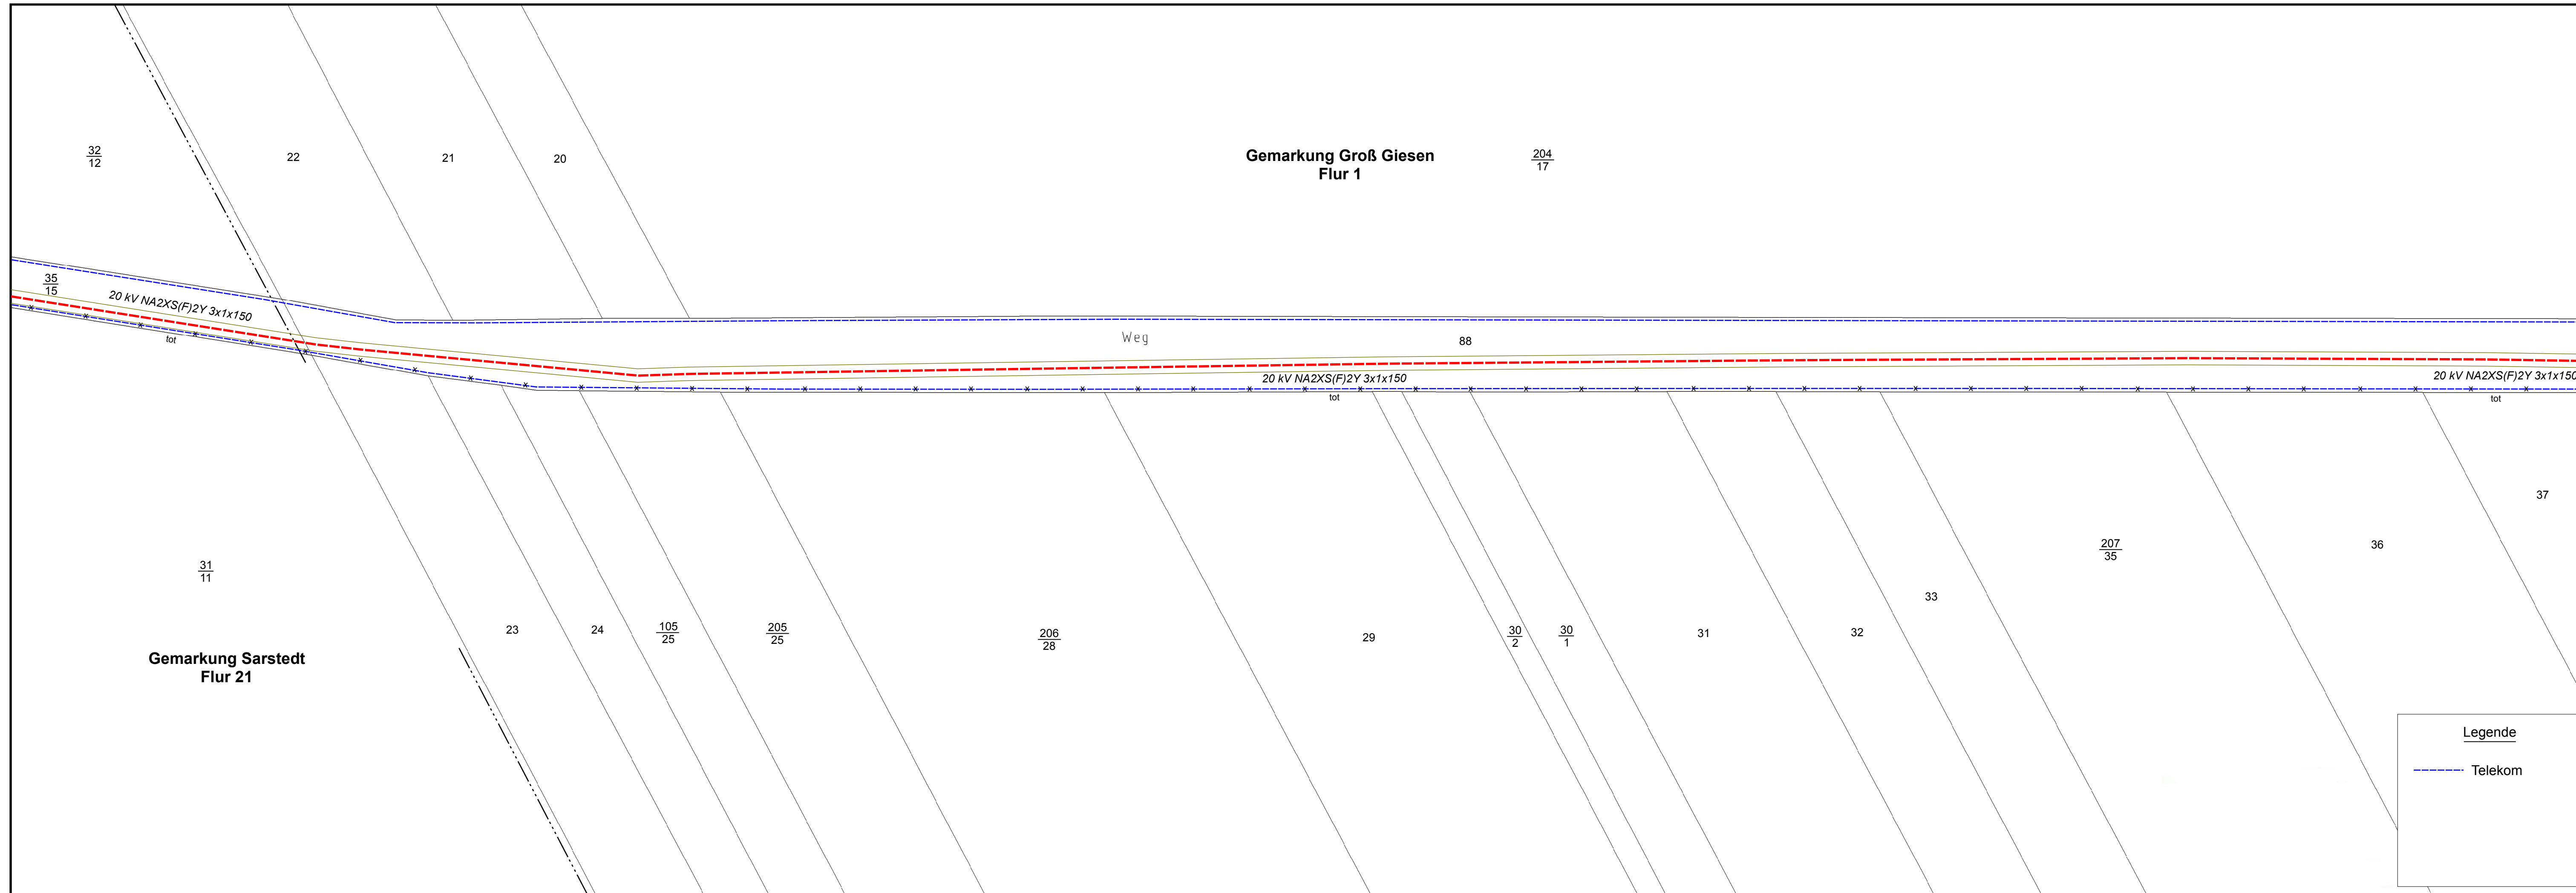 32
12
22
21
20
Gemarkung Groß Giesen
Flur 1
204
17
35
15
20 kV NA2XS(F)2Y 3x1x150
tot
Weg
88
20 kV NA2XS(F)2Y 3x1x150
tot
20 kV NA2XS(F)2Y 3x1x150
tot
31
11
Gemarkung Sarstedt
Flur 21
23
24
105
25
205
25
206
28
29
30
2
30
1
31
32
33
207
35
36
37
Legende
Telekom